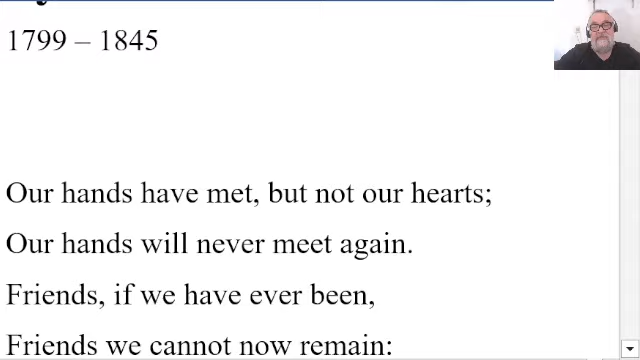 1799 – 1845
Our hands have met, but not our hearts;
Our hands will never meet again.
Friends, if we have ever been,
Friends we cannot now remain: